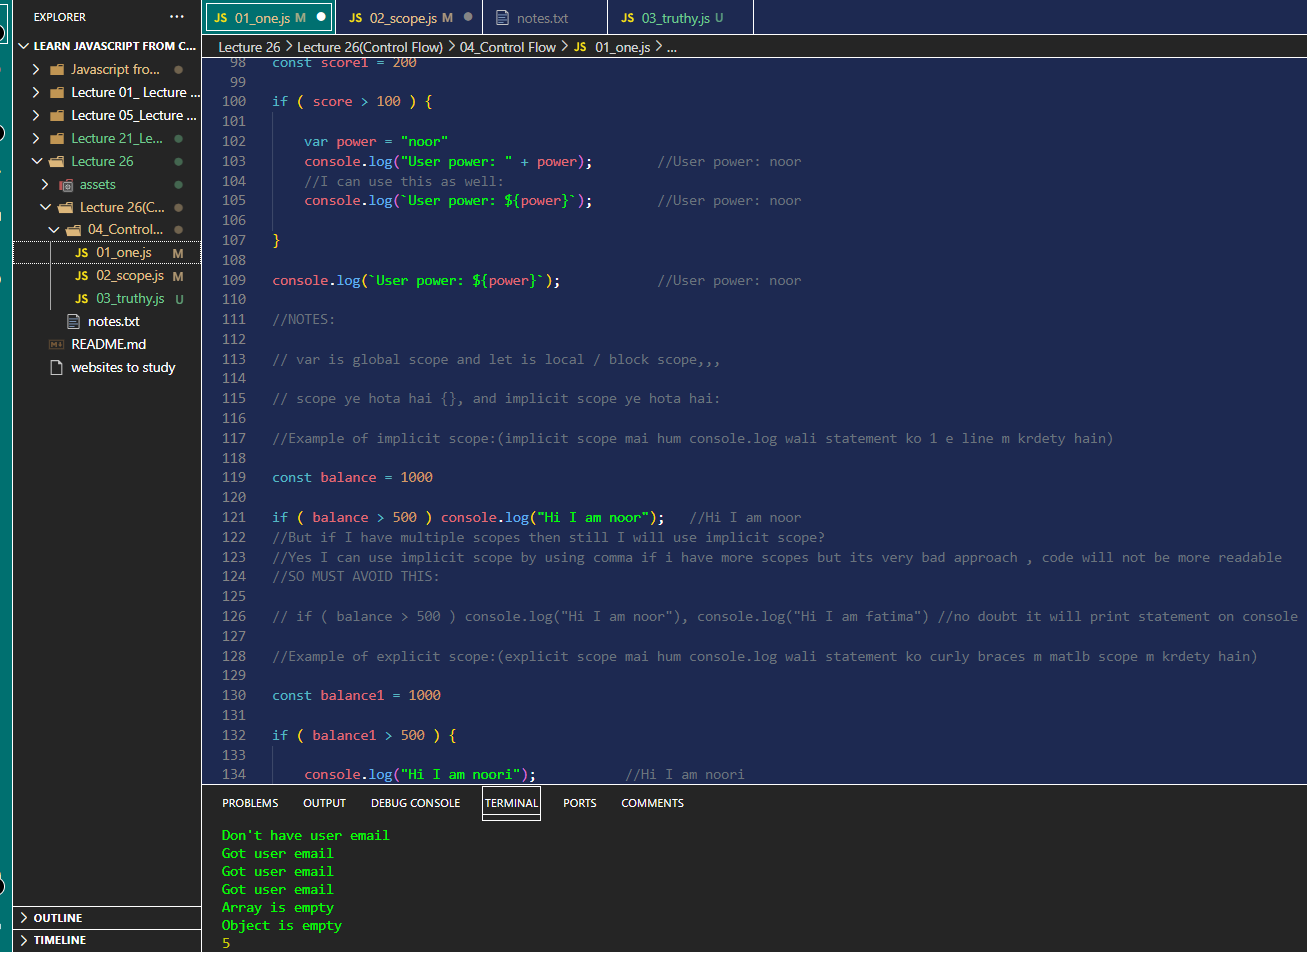 EXPLORER ...
LEARN JAVASCRIPT FROM C...
Javascript fro...
Lecture 01_ Lecture ...
Lecture 05_Lecture ...
Lecture 21_Le...
Lecture 26
assets
Lecture 26(C...
04_Control...
JS 01_one.js M
JS 02_scope.js M
JS 03_truthy.js U
notes.txt
README.md
websites to study
OUTLINE
TIMELINE
JS 01_one.js M
JS 02_scope.js M
notes.txt
JS 03_truthy.js U
Lecture 26 > Lecture 26(Control Flow) > 04_Control Flow > JS 01_one.js > ...
98 const score1 = 200
99
100 if ( score > 100 ) {
101
102 var power = "noor"
103 console.log("User power: " + power); //User power: noor
104 //I can use this as well:
105 console.log(`User power: ${power}`); //User power: noor
106
107 }
108
109 console.log(`User power: ${power}`); //User power: noor
110
111 //NOTES:
112
113 // var is global scope and let is local / block scope,,,
114
115 // scope ye hota hai {}, and implicit scope ye hota hai:
116
117 //Example of implicit scope:(implicit scope mai hum console.log wali statement ko 1 e line m krdety hain)
118
119 const balance = 1000
120
121 if ( balance > 500 ) console.log("Hi I am noor"); //Hi I am noor
122 //But if I have multiple scopes then still I will use implicit scope?
123 //Yes I can use implicit scope by using comma if i have more scopes but its very bad approach , code will not be more readable
124 //SO MUST AVOID THIS:
125
126 // if ( balance > 500 ) console.log("Hi I am noor"), console.log("Hi I am fatima") //no doubt it will print statement on console
127
128 //Example of explicit scope:(explicit scope mai hum console.log wali statement ko curly braces m matlb scope m krdety hain)
129
130 const balance1 = 1000
131
132 if ( balance1 > 500 ) {
133
134 console.log("Hi I am noori"); //Hi I am noori
PROBLEMS OUTPUT DEBUG CONSOLE TERMINAL PORTS COMMENTS
Don't have user email
Got user email
Got user email
Got user email
Array is empty
Object is empty
5